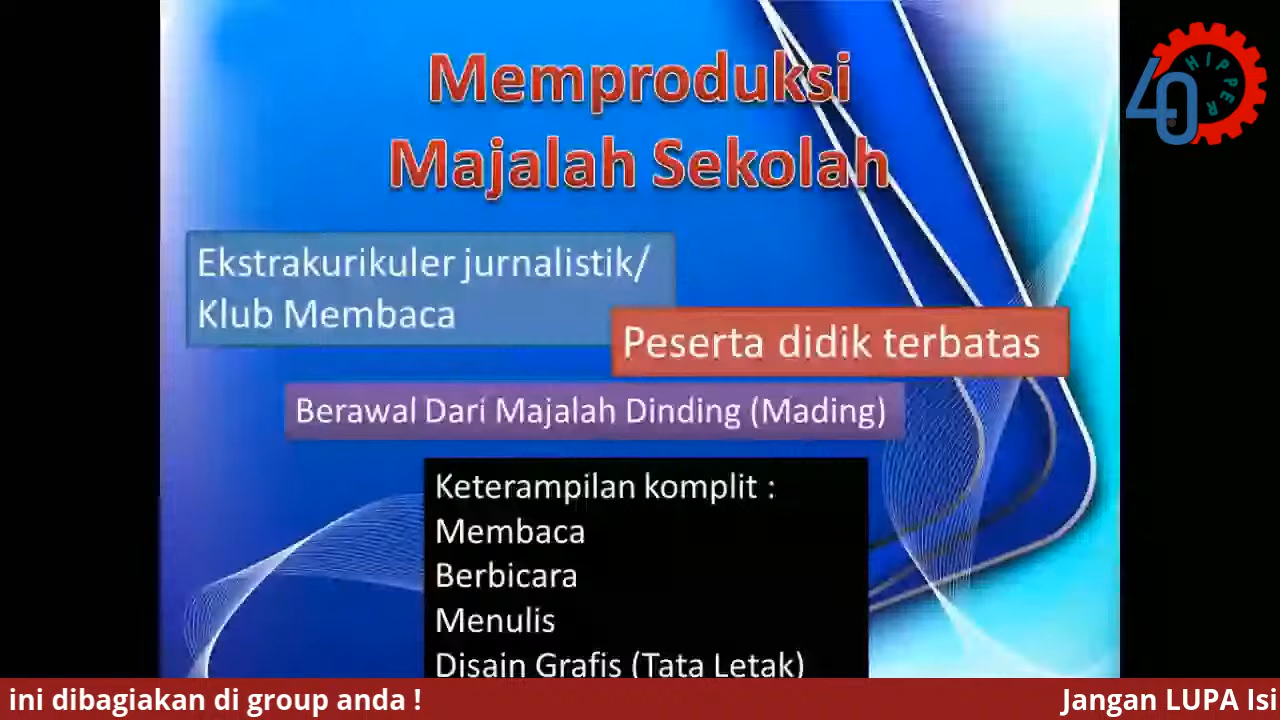 Memproduksi
Majalah Sekolah
40 HIPPER
Ekstrakurikuler jurnalistik/
Klub Membaca
Peserta didik terbatas
Berawal Dari Majalah Dinding (Mading)
Keterampilan komplit :
Membaca
Berbicara
Menulis
Disain Grafis (Tata Letak)
ini dibagiakan di group anda !
Jangan LUPA Isi